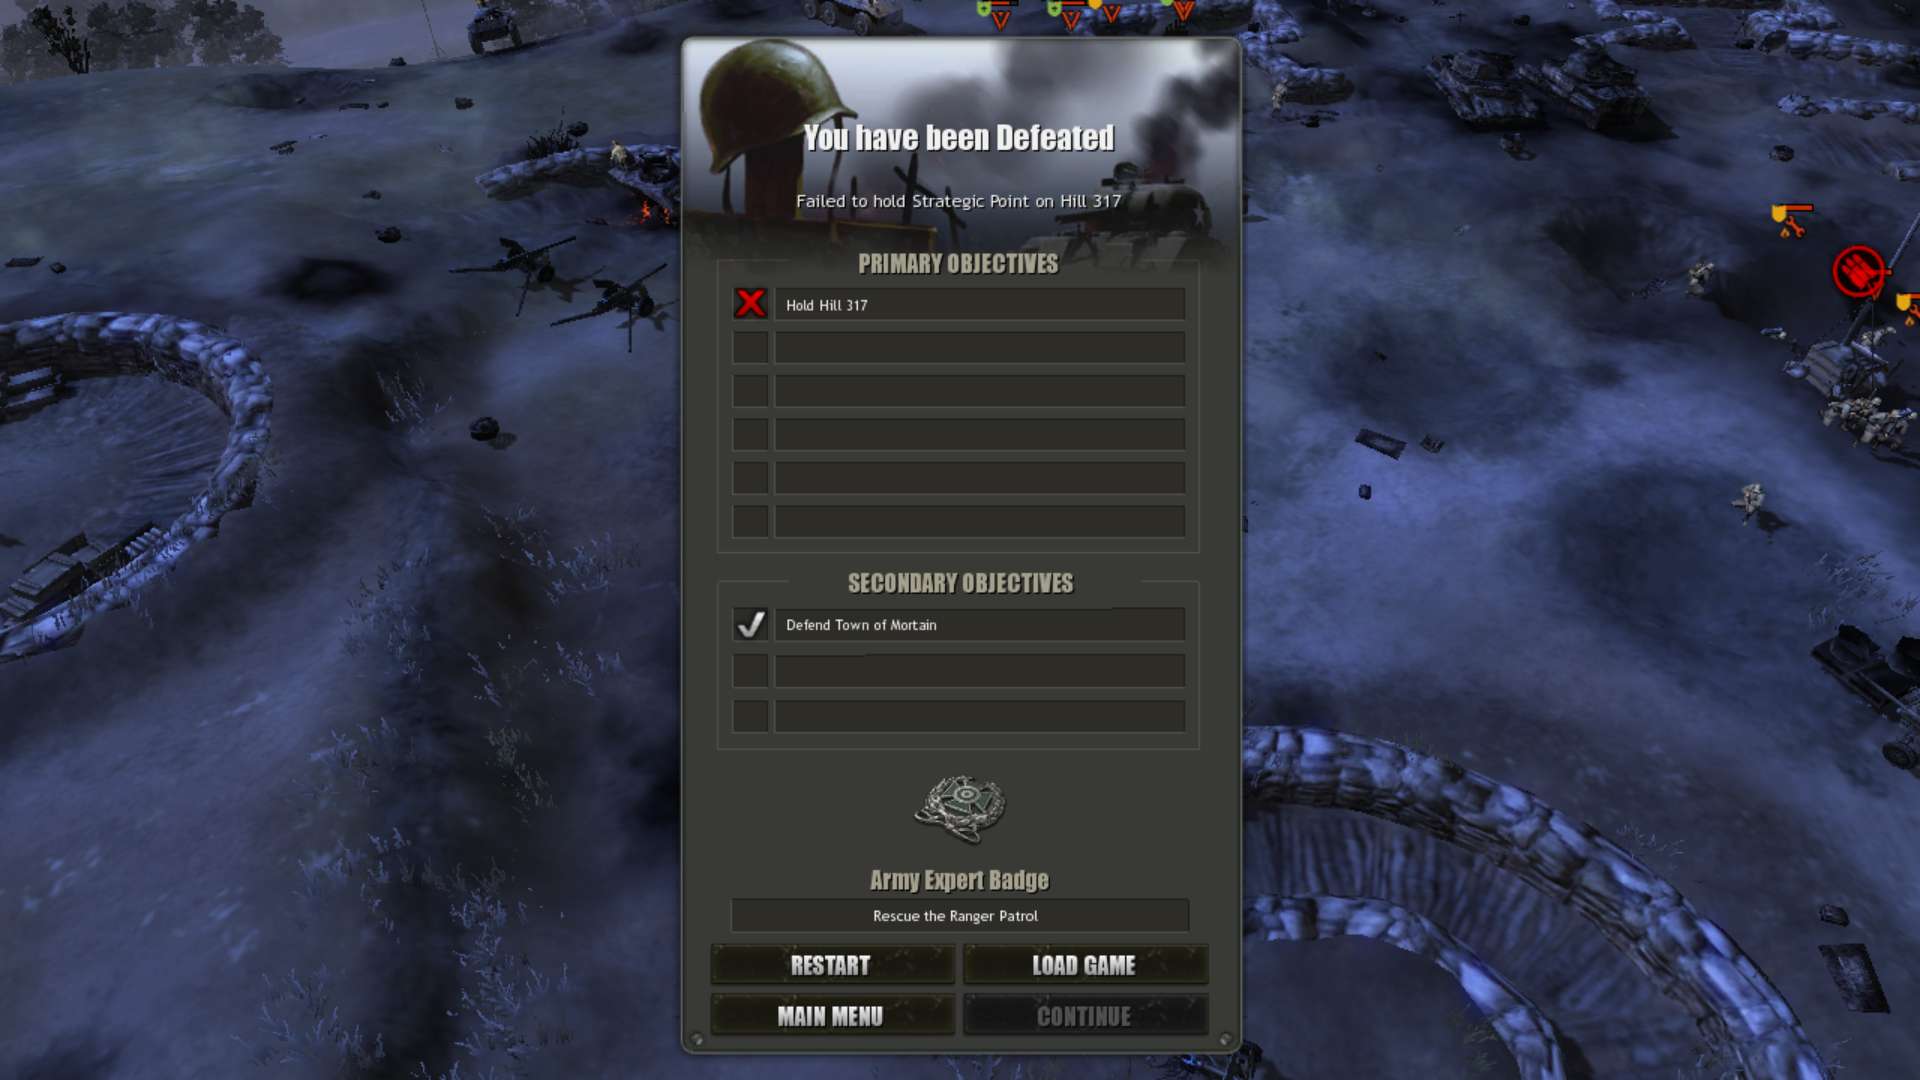 You have been Defeated
Failed to hold Strategic Point on Hill 317
PRIMARY OBJECTIVES
Hold Hill 317
SECONDARY OBJECTIVES
Defend Town of Mortain
Army Expert Badge
Rescue the Ranger Patrol
RESTART
LOAD GAME
MAIN MENU
CONTINUE